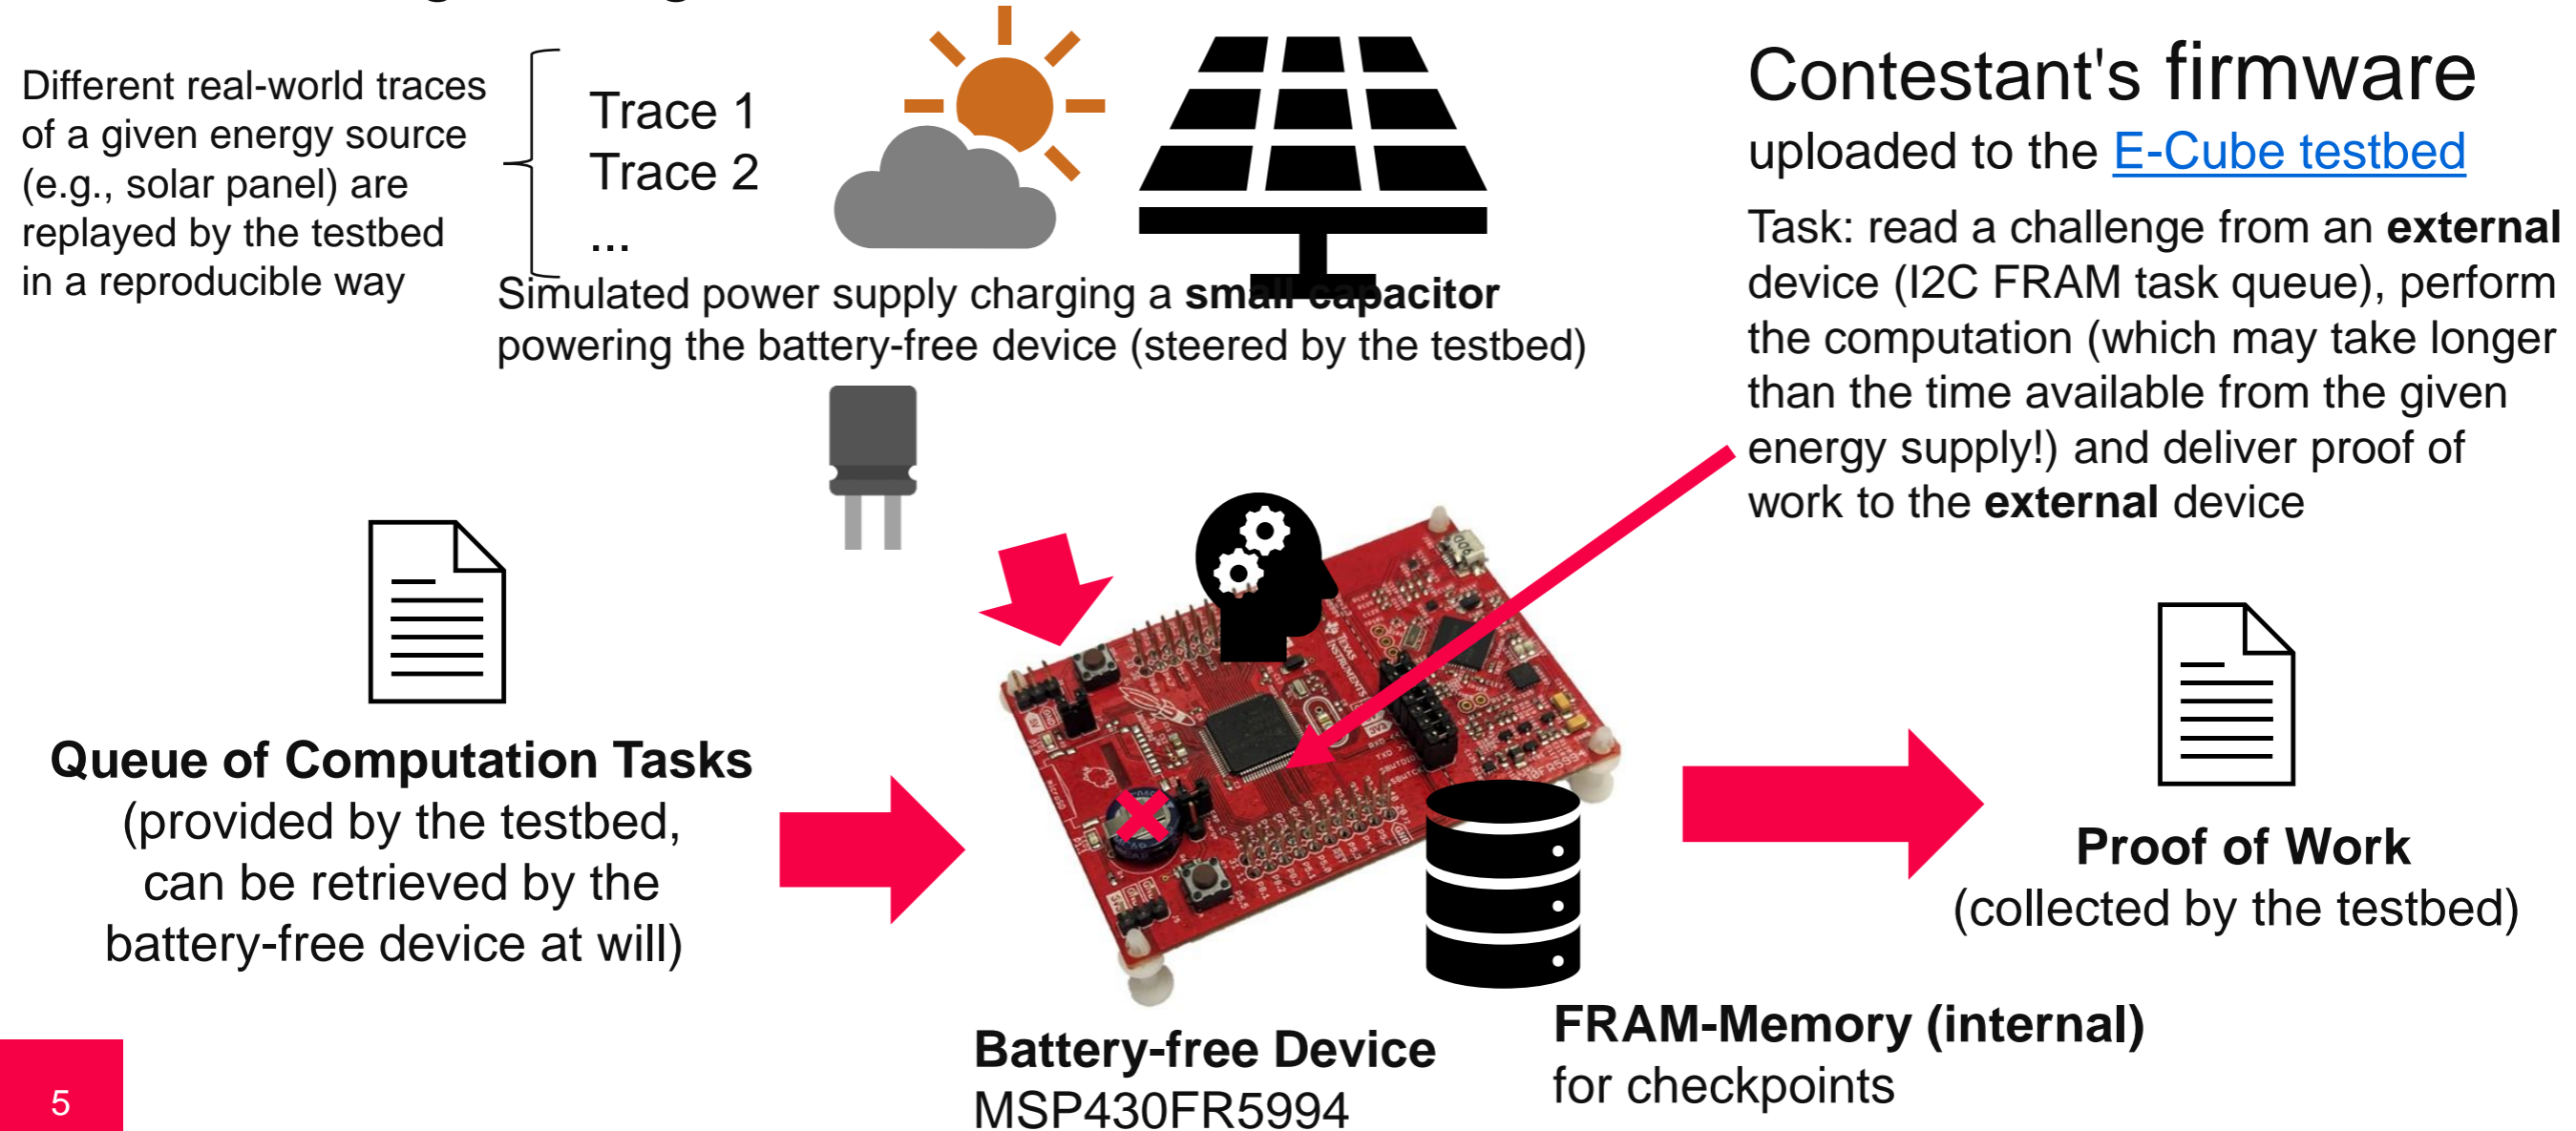 Different real-world traces
of a given energy source
(e.g., solar panel) are
replayed by the testbed
in a reproducible way
Trace 1
Trace 2
...
Simulated power supply charging a small capacitor
powering the battery-free device (steered by the testbed)
Contestant's firmware
uploaded to the E-Cube testbed
Task: read a challenge from an external
device (I2C FRAM task queue), perform
the computation (which may take longer
than the time available from the given
energy supply!) and deliver proof of
work to the external device
Queue of Computation Tasks
(provided by the testbed,
can be retrieved by the
battery-free device at will)
TEXAS
INSTRUMENTS
Battery-free Device
MSP430FR5994
FRAM-Memory (internal)
for checkpoints
Proof of Work
(collected by the testbed)
5